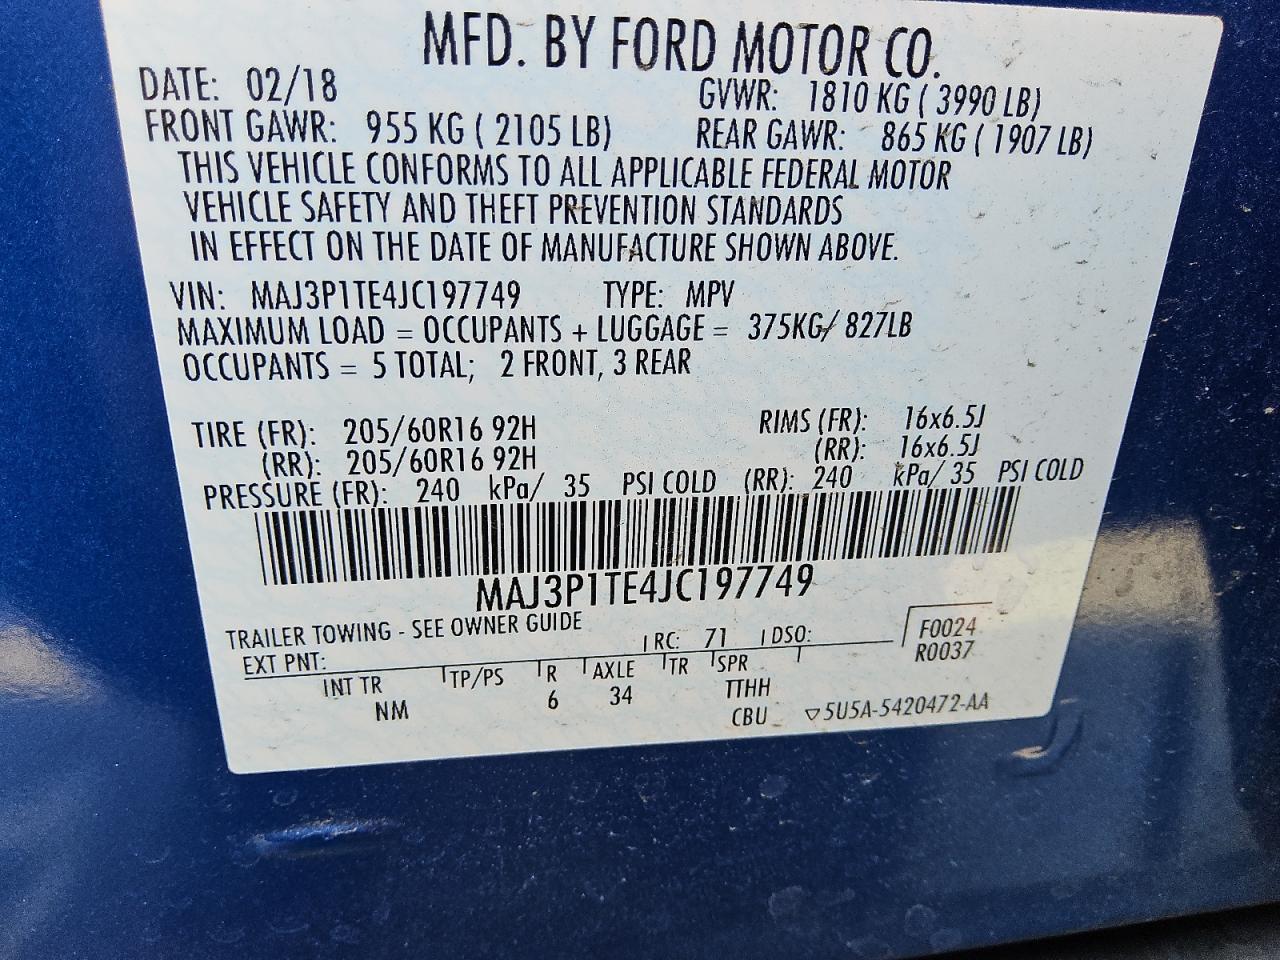 MFD. BY FORD MOTOR CO.
DATE: 02/18 GVWR: 1810 KG ( 3990 LB)
FRONT GAWR: 955 KG ( 2105 LB) REAR GAWR: 865 KG ( 1907 LB)
THIS VEHICLE CONFORMS TO ALL APPLICABLE FEDERAL MOTOR
VEHICLE SAFETY AND THEFT PREVENTION STANDARDS
IN EFFECT ON THE DATE OF MANUFACTURE SHOWN ABOVE.
VIN: MAJ3P1TE4JC197749 TYPE: MPV
MAXIMUM LOAD = OCCUPANTS + LUGGAGE = 375KG/ 827LB
OCCUPANTS = 5 TOTAL; 2 FRONT, 3 REAR
TIRE (FR): 205/60R16 92H RIMS (FR): 16x6.5J
(RR): 205/60R16 92H (RR): 16x6.5J
PRESSURE (FR): 240 kPa/ 35 PSI COLD (RR): 240 kPa/ 35 PSI COLD
MAJ3P1TE4JC197749
TRAILER TOWING - SEE OWNER GUIDE
EXT PNT: RC: 71 DSO: F0024
R0037
INT TR TP/PS R AXLE TR SPR
NM 6 34 TTHH
CBU ▽5U5A-5420472-AA